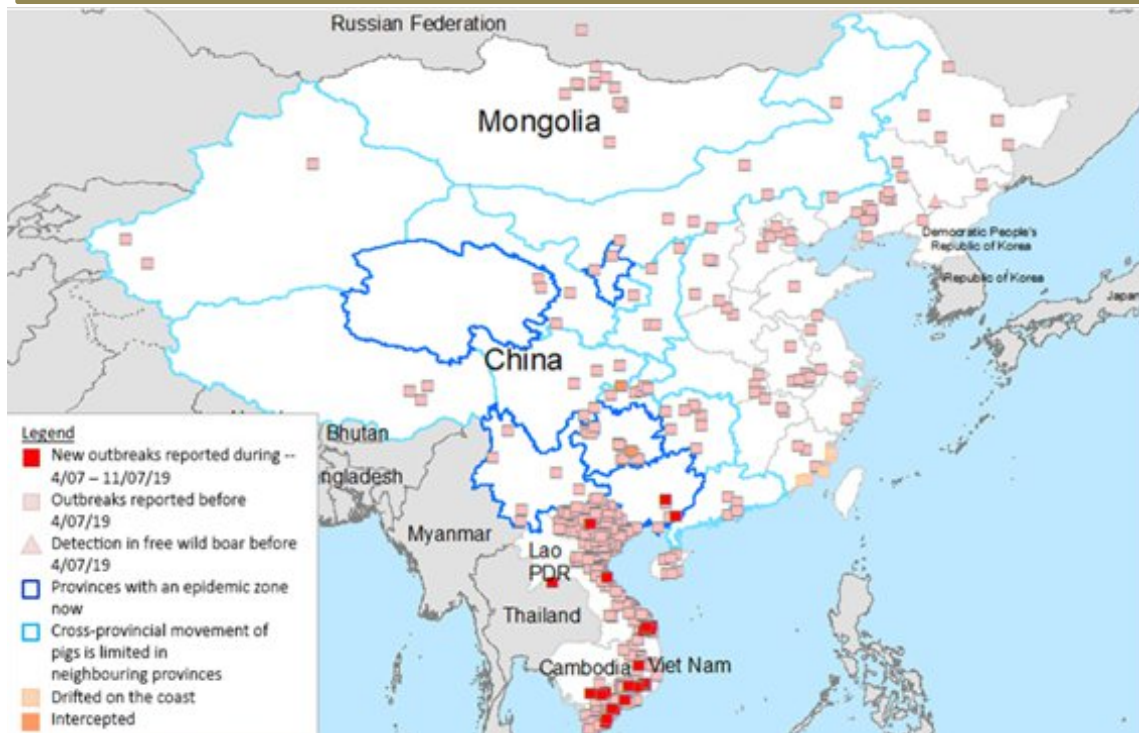 Russian Federation
Mongolia
Democratic People's
Republic of Korea
Republic of Korea
Japan
China
Legend
New outbreaks reported during --
4/07 – 11/07/19
Outbreaks reported before
4/07/19
Detection in free wild boar before
4/07/19
Provinces with an epidemic zone
now
Cross-provincial movement of
pigs is limited in
neighbouring provinces
Drifted on the coast
Intercepted
Bhutan
ngladesh
Myanmar
Lao
PDR
Thailand
Cambodia
Viet Nam